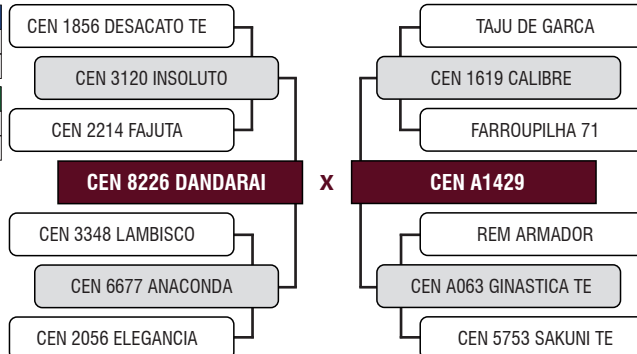 CEN 1856 DESACATO TE
TAJU DE GARCA
CEN 3120 INSOLUTO
CEN 1619 CALIBRE
CEN 2214 FAJUTA
FARROUPILHA 71
CEN 8226 DANDARAI
X
CEN A1429
CEN 3348 LAMBISCO
REM ARMADOR
CEN 6677 ANACONDA
CEN A063 GINASTICA TE
CEN 2056 ELEGANCIA
CEN 5753 SAKUNI TE